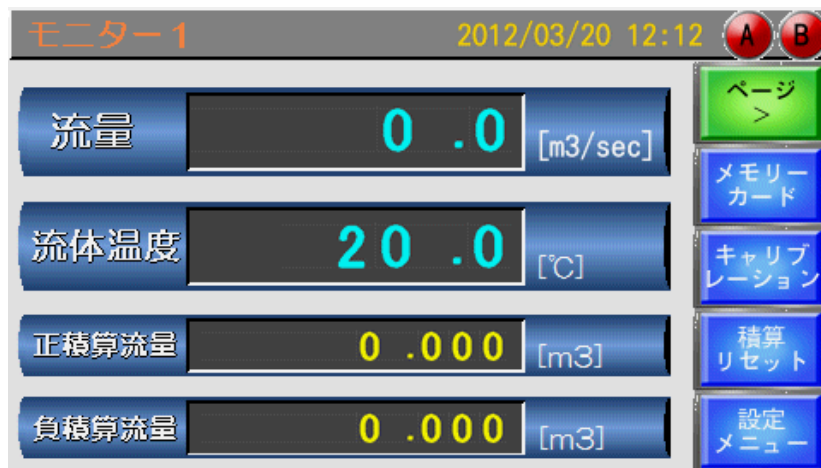 モニター1 2012/03/20 12:12 A B
流量 0.0 [m3/sec]
流体温度 20.0 [℃]
正積算流量 0.000 [m3]
負積算流量 0.000 [m3]
ページ
>
メモリー
カード
キャリブ
レーション
積算
リセット
設定
メニュー